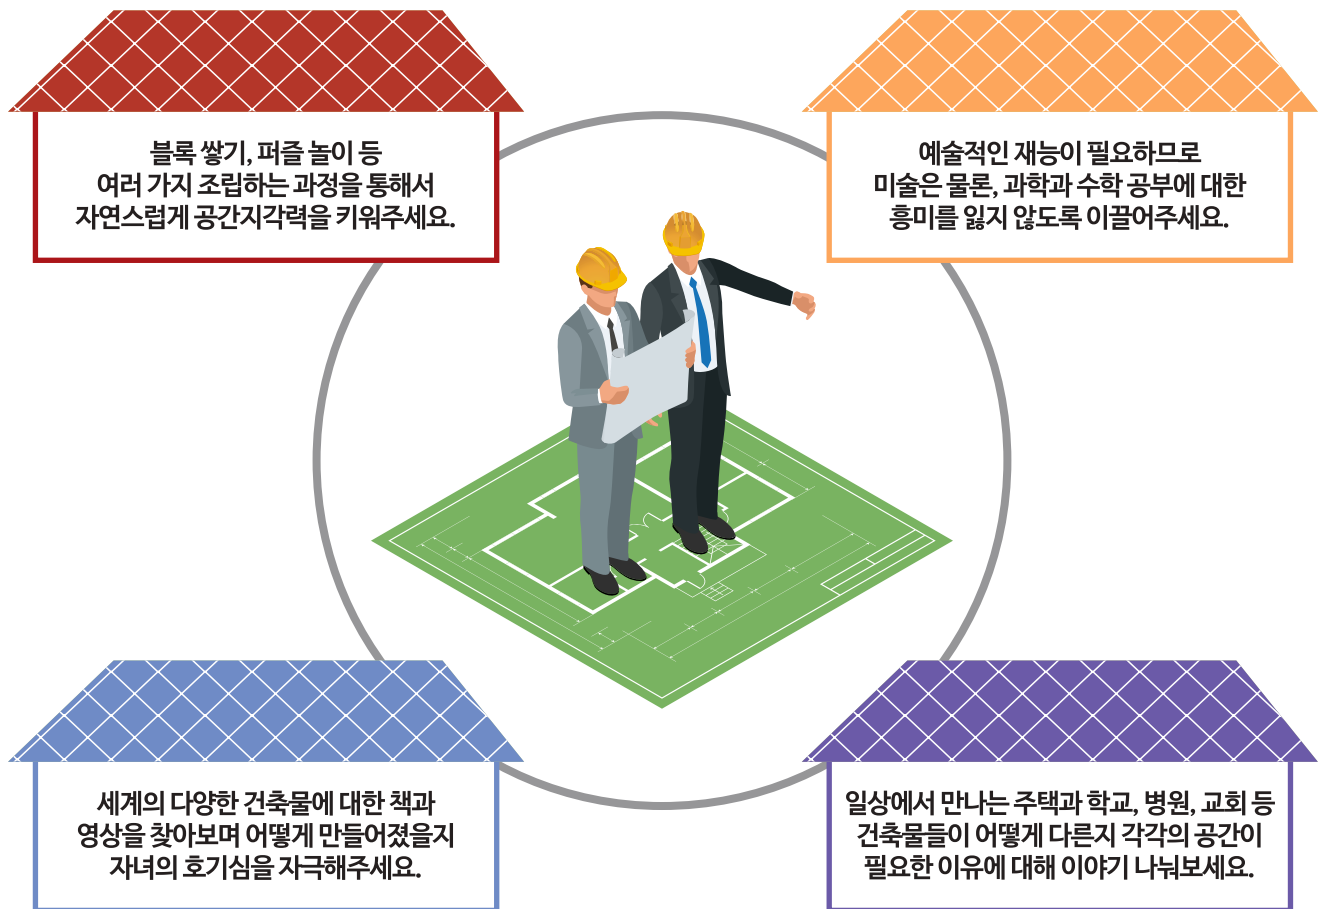 블록 쌓기, 퍼즐 놀이 등
여러 가지 조립하는 과정을 통해서
자연스럽게 공간지각력을 키워주세요.
예술적인 재능이 필요하므로
미술은 물론, 과학과 수학 공부에 대한
흥미를 잃지 않도록 이끌어주세요.
세계의 다양한 건축물에 대한 책과
영상을 찾아보며 어떻게 만들어졌을지
자녀의 호기심을 자극해주세요.
일상에서 만나는 주택과 학교, 병원, 교회 등
건축물들이 어떻게 다른지 각각의 공간이
필요한 이유에 대해 이야기 나눠보세요.